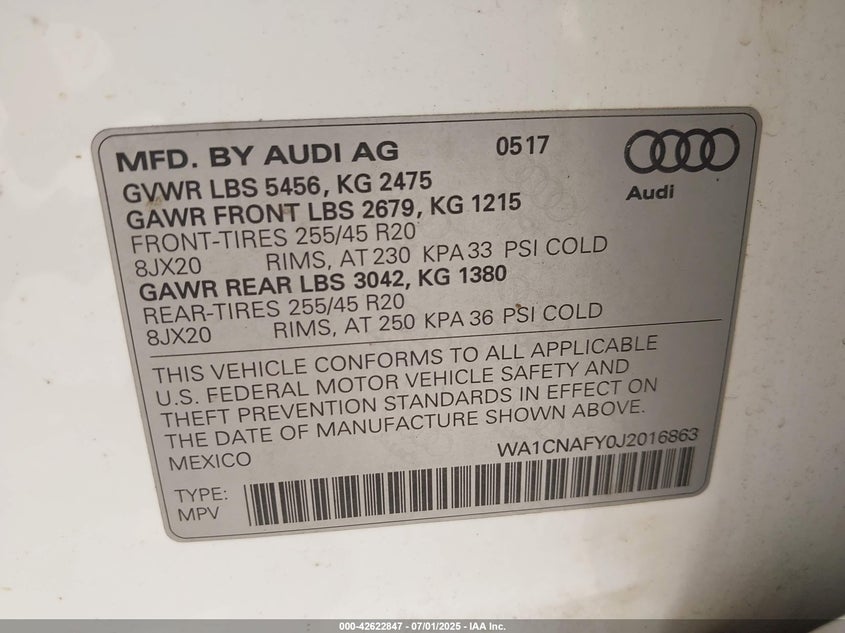 MFD. BY AUDI AG 0517
Audi
GVWR LBS 5456, KG 2475
GAWR FRONT LBS 2679, KG 1215
FRONT-TIRES 255/45 R20
8JX20 RIMS, AT 230 KPA 33 PSI COLD
GAWR REAR LBS 3042, KG 1380
REAR-TIRES 255/45 R20
8JX20 RIMS, AT 250 KPA 36 PSI COLD
THIS VEHICLE CONFORMS TO ALL APPLICABLE
U.S. FEDERAL MOTOR VEHICLE SAFETY AND
THEFT PREVENTION STANDARDS IN EFFECT ON
THE DATE OF MANUFACTURE SHOWN ABOVE.
MEXICO WA1CNAFY0J2016863
TYPE:
MPV
000-42622847 - 07/01/2025 - IAA Inc.